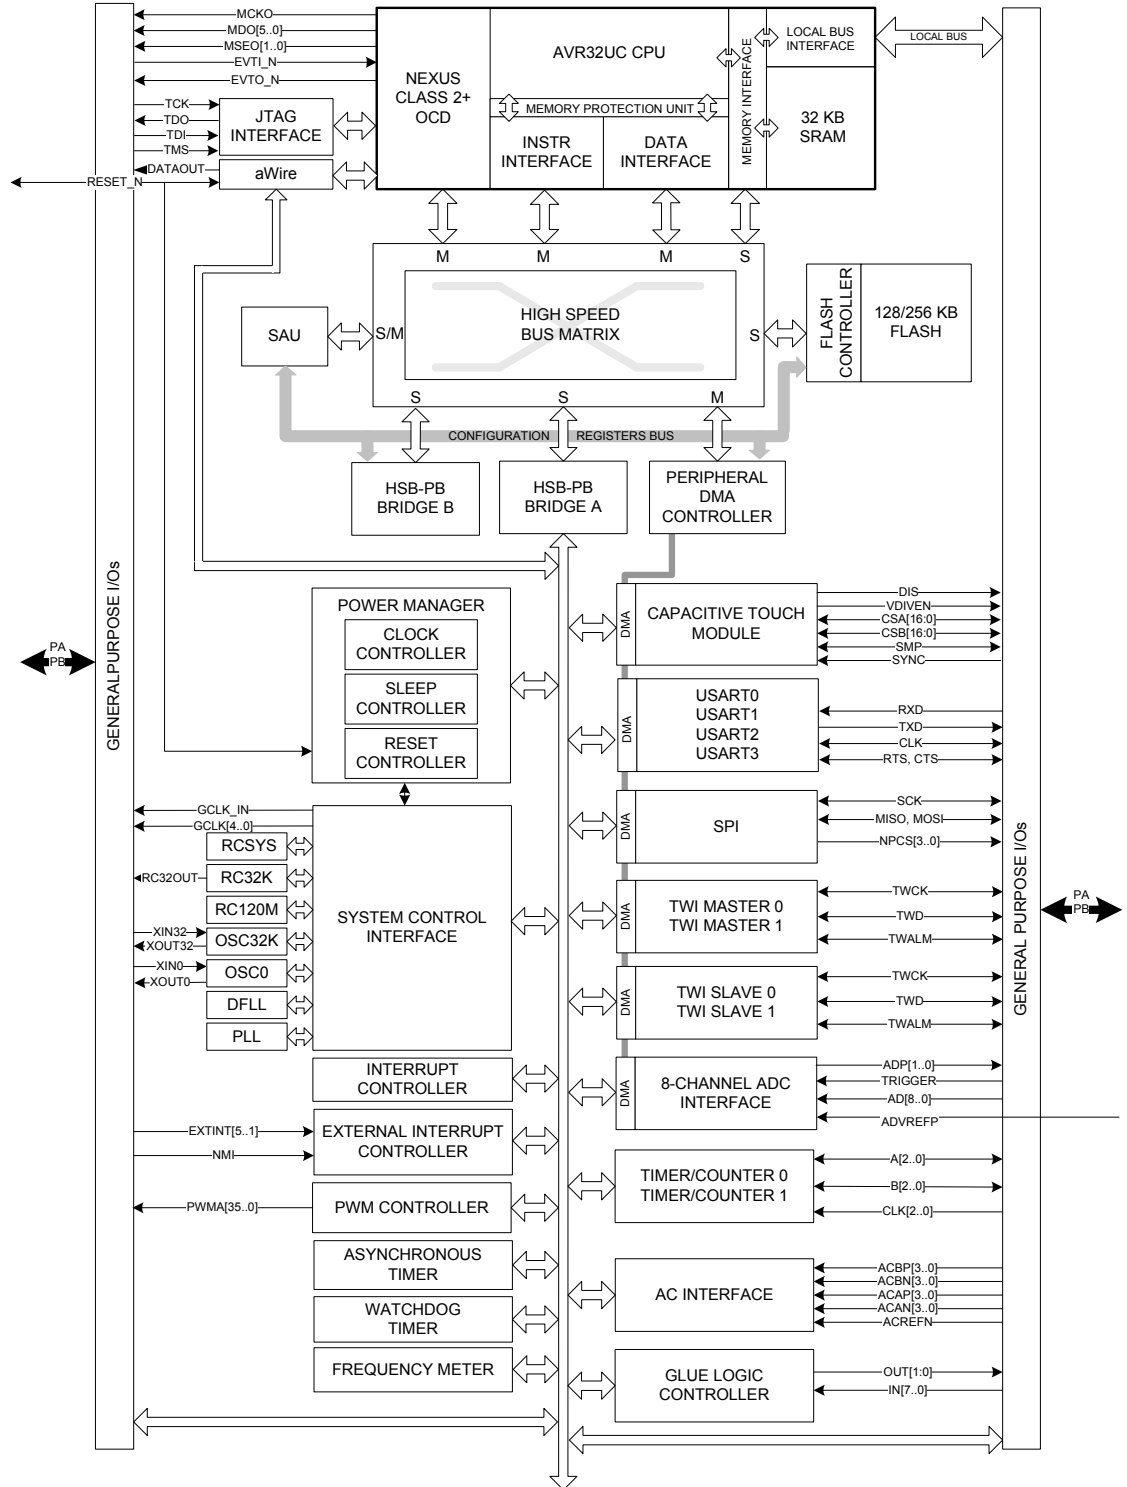 MCKO
MDO[5..0]
MSEO[1..0]
EVTI_N
EVTO_N
TCK
TDO
TDI
TMS
JTAG
INTERFACE
DATAOUT
aWire
RESET_N
NEXUS
CLASS 2+
OCD
AVR32UC CPU
MEMORY PROTECTION UNIT
INSTR
INTERFACE
DATA
INTERFACE
MEMORY INTERFACE
LOCAL BUS
INTERFACE
32 KB
SRAM
LOCAL BUS
M
M
M
S
HIGH SPEED
BUS MATRIX
SAU
S/M
S
FLASH
CONTROLLER
128/256 KB
FLASH
S
S
M
CONFIGURATION
REGISTERS BUS
HSB-PB
BRIDGE B
HSB-PB
BRIDGE A
PERIPHERAL
DMA
CONTROLLER
GENERALPURPOSE I/Os
PA
PB
POWER MANAGER
CLOCK
CONTROLLER
SLEEP
CONTROLLER
RESET
CONTROLLER
GCLK_IN
GCLK[4..0]
RCSYS
RC32OUT
RC32K
RC120M
XIN32
XOUT32
OSC32K
XIN0
XOUT0
OSC0
DFLL
PLL
SYSTEM CONTROL
INTERFACE
INTERRUPT
CONTROLLER
EXTINT[5..1]
NMI
EXTERNAL INTERRUPT
CONTROLLER
PWMA[35..0]
PWM CONTROLLER
ASYNCHRONOUS
TIMER
WATCHDOG
TIMER
FREQUENCY METER
DMA
CAPACITIVE TOUCH
MODULE
DIS
VDIVEN
CSA[16:0]
CSB[16:0]
SMP
SYNC
DMA
USART0
USART1
USART2
USART3
RXD
TXD
CLK
RTS, CTS
DMA
SPI
SCK
MISO, MOSI
NPCS[3..0]
DMA
TWI MASTER 0
TWI MASTER 1
TWCK
TWD
TWALM
DMA
TWI SLAVE 0
TWI SLAVE 1
TWCK
TWD
TWALM
DMA
8-CHANNEL ADC
INTERFACE
ADP[1..0]
TRIGGER
AD[8..0]
ADVREFP
TIMER/COUNTER 0
TIMER/COUNTER 1
A[2..0]
B[2..0]
CLK[2..0]
AC INTERFACE
ACBP[3..0]
ACBN[3..0]
ACAP[3..0]
ACAN[3..0]
ACREFN
GLUE LOGIC
CONTROLLER
OUT[1:0]
IN[7..0]
GENERAL PURPOSE I/Os
PA
PB